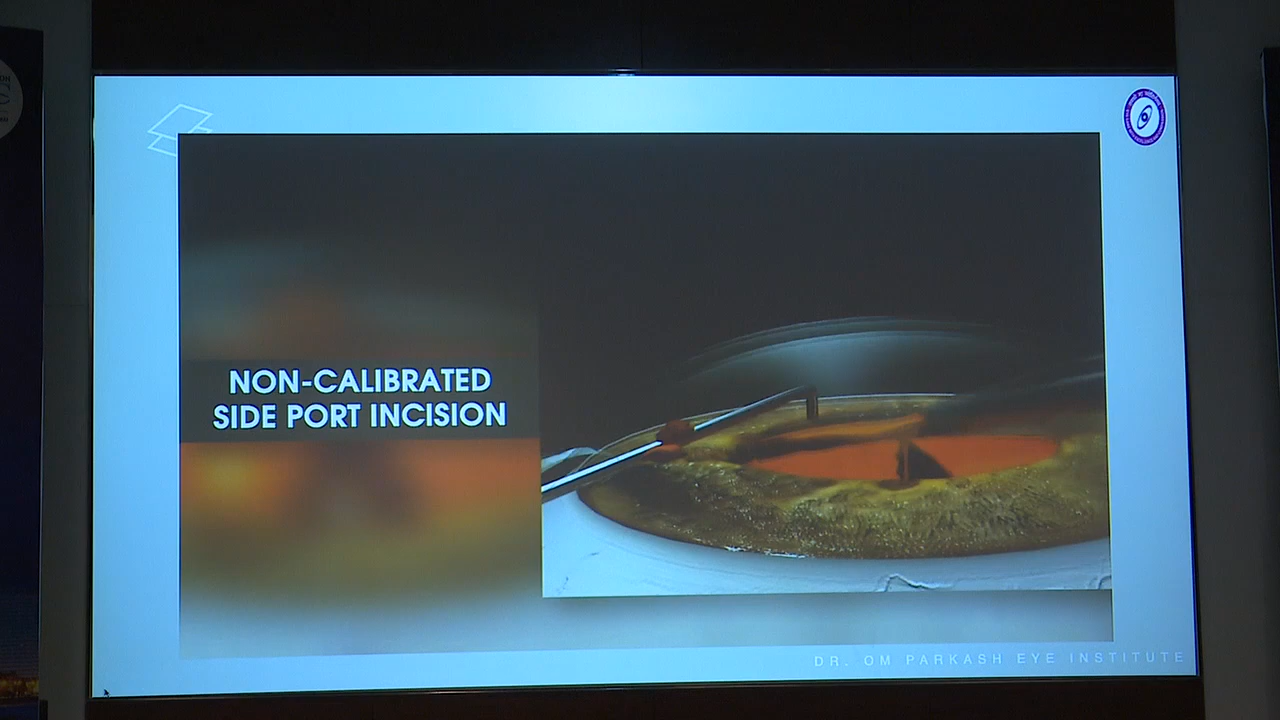 NON-CALIBRATED
SIDE PORT INCISION
DR. OM PARKASH EYE INSTITUTE